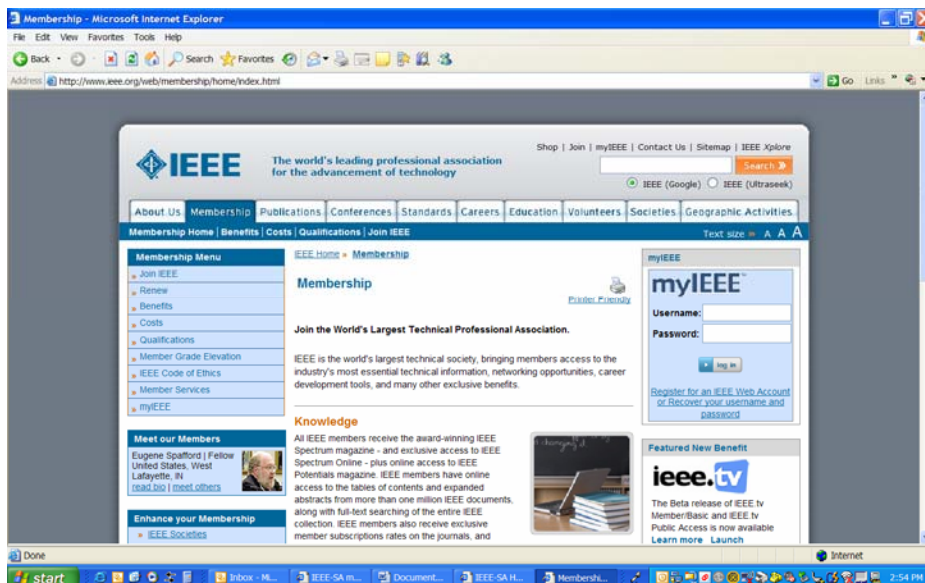 Membership - Microsoft Internet Explorer
File Edit View Favorites Tools Help
Back Search Favorites
Address http://www.ieee.org/web/membership/home/index.html Go Links »
Shop | Join | myIEEE | Contact Us | Sitemap | IEEE Xplore
IEEE
The world's leading professional association
for the advancement of technology
Search
IEEE (Google) IEEE (Ultraseek)
About Us Membership Publications Conferences Standards Careers Education Volunteers Societies Geographic Activities
Membership Home | Benefits | Costs | Qualifications | Join IEEE
Text size A A A
Membership Menu
Join IEEE
Renew
Benefits
Costs
Qualifications
Member Grade Elevation
IEEE Code of Ethics
Member Services
myIEEE
Meet our Members
Eugene Spafford | Fellow
United States, West
Lafayette, IN
read bio | meet others
Enhance your Membership
IEEE Societies
IEEE Home » Membership
Membership
Printer Friendly
Join the World's Largest Technical Professional Association.
IEEE is the world's largest technical society, bringing members access to the
industry's most essential technical information, networking opportunities, career
development tools, and many other exclusive benefits.
Knowledge
All IEEE members receive the award-winning IEEE
Spectrum magazine - and exclusive access to IEEE
Spectrum Online - plus online access to IEEE
Potentials magazine. IEEE members have online
access to the tables of contents and expanded
abstracts from more than one million IEEE documents,
along with full-text searching of the entire IEEE
collection. IEEE members also receive exclusive
member subscriptions rates on the journals, and
myIEEE
myIEEE™
Username:
Password:
log in
Register for an IEEE Web Account
or Recover your username and
password
Featured New Benefit
ieee.tv
The Beta release of IEEE.tv
Member/Basic and IEEE.tv
Public Access is now available
Learn more Launch
Done Internet
start Inbox - M... IEEE-SA m... Document... IEEE-SA H... Membershi... 2:54 PM